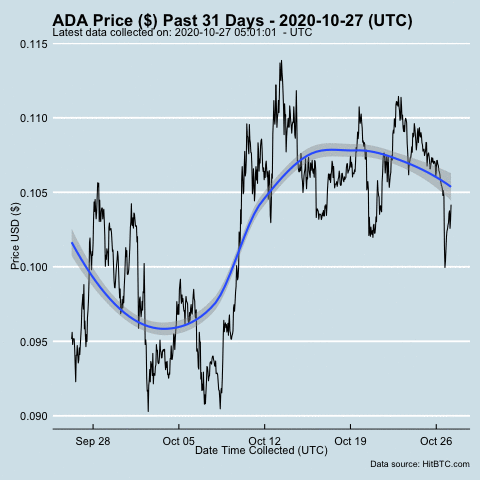 ADA Price ($) Past 31 Days - 2020-10-27 (UTC)
Latest data collected on: 2020-10-27 05:01:01 - UTC
0.115
0.110
0.105
0.100
0.095
0.090
Price USD ($)
Sep 28
Oct 05
Oct 12
Oct 19
Oct 26
Date Time Collected (UTC)
Data source: HitBTC.com